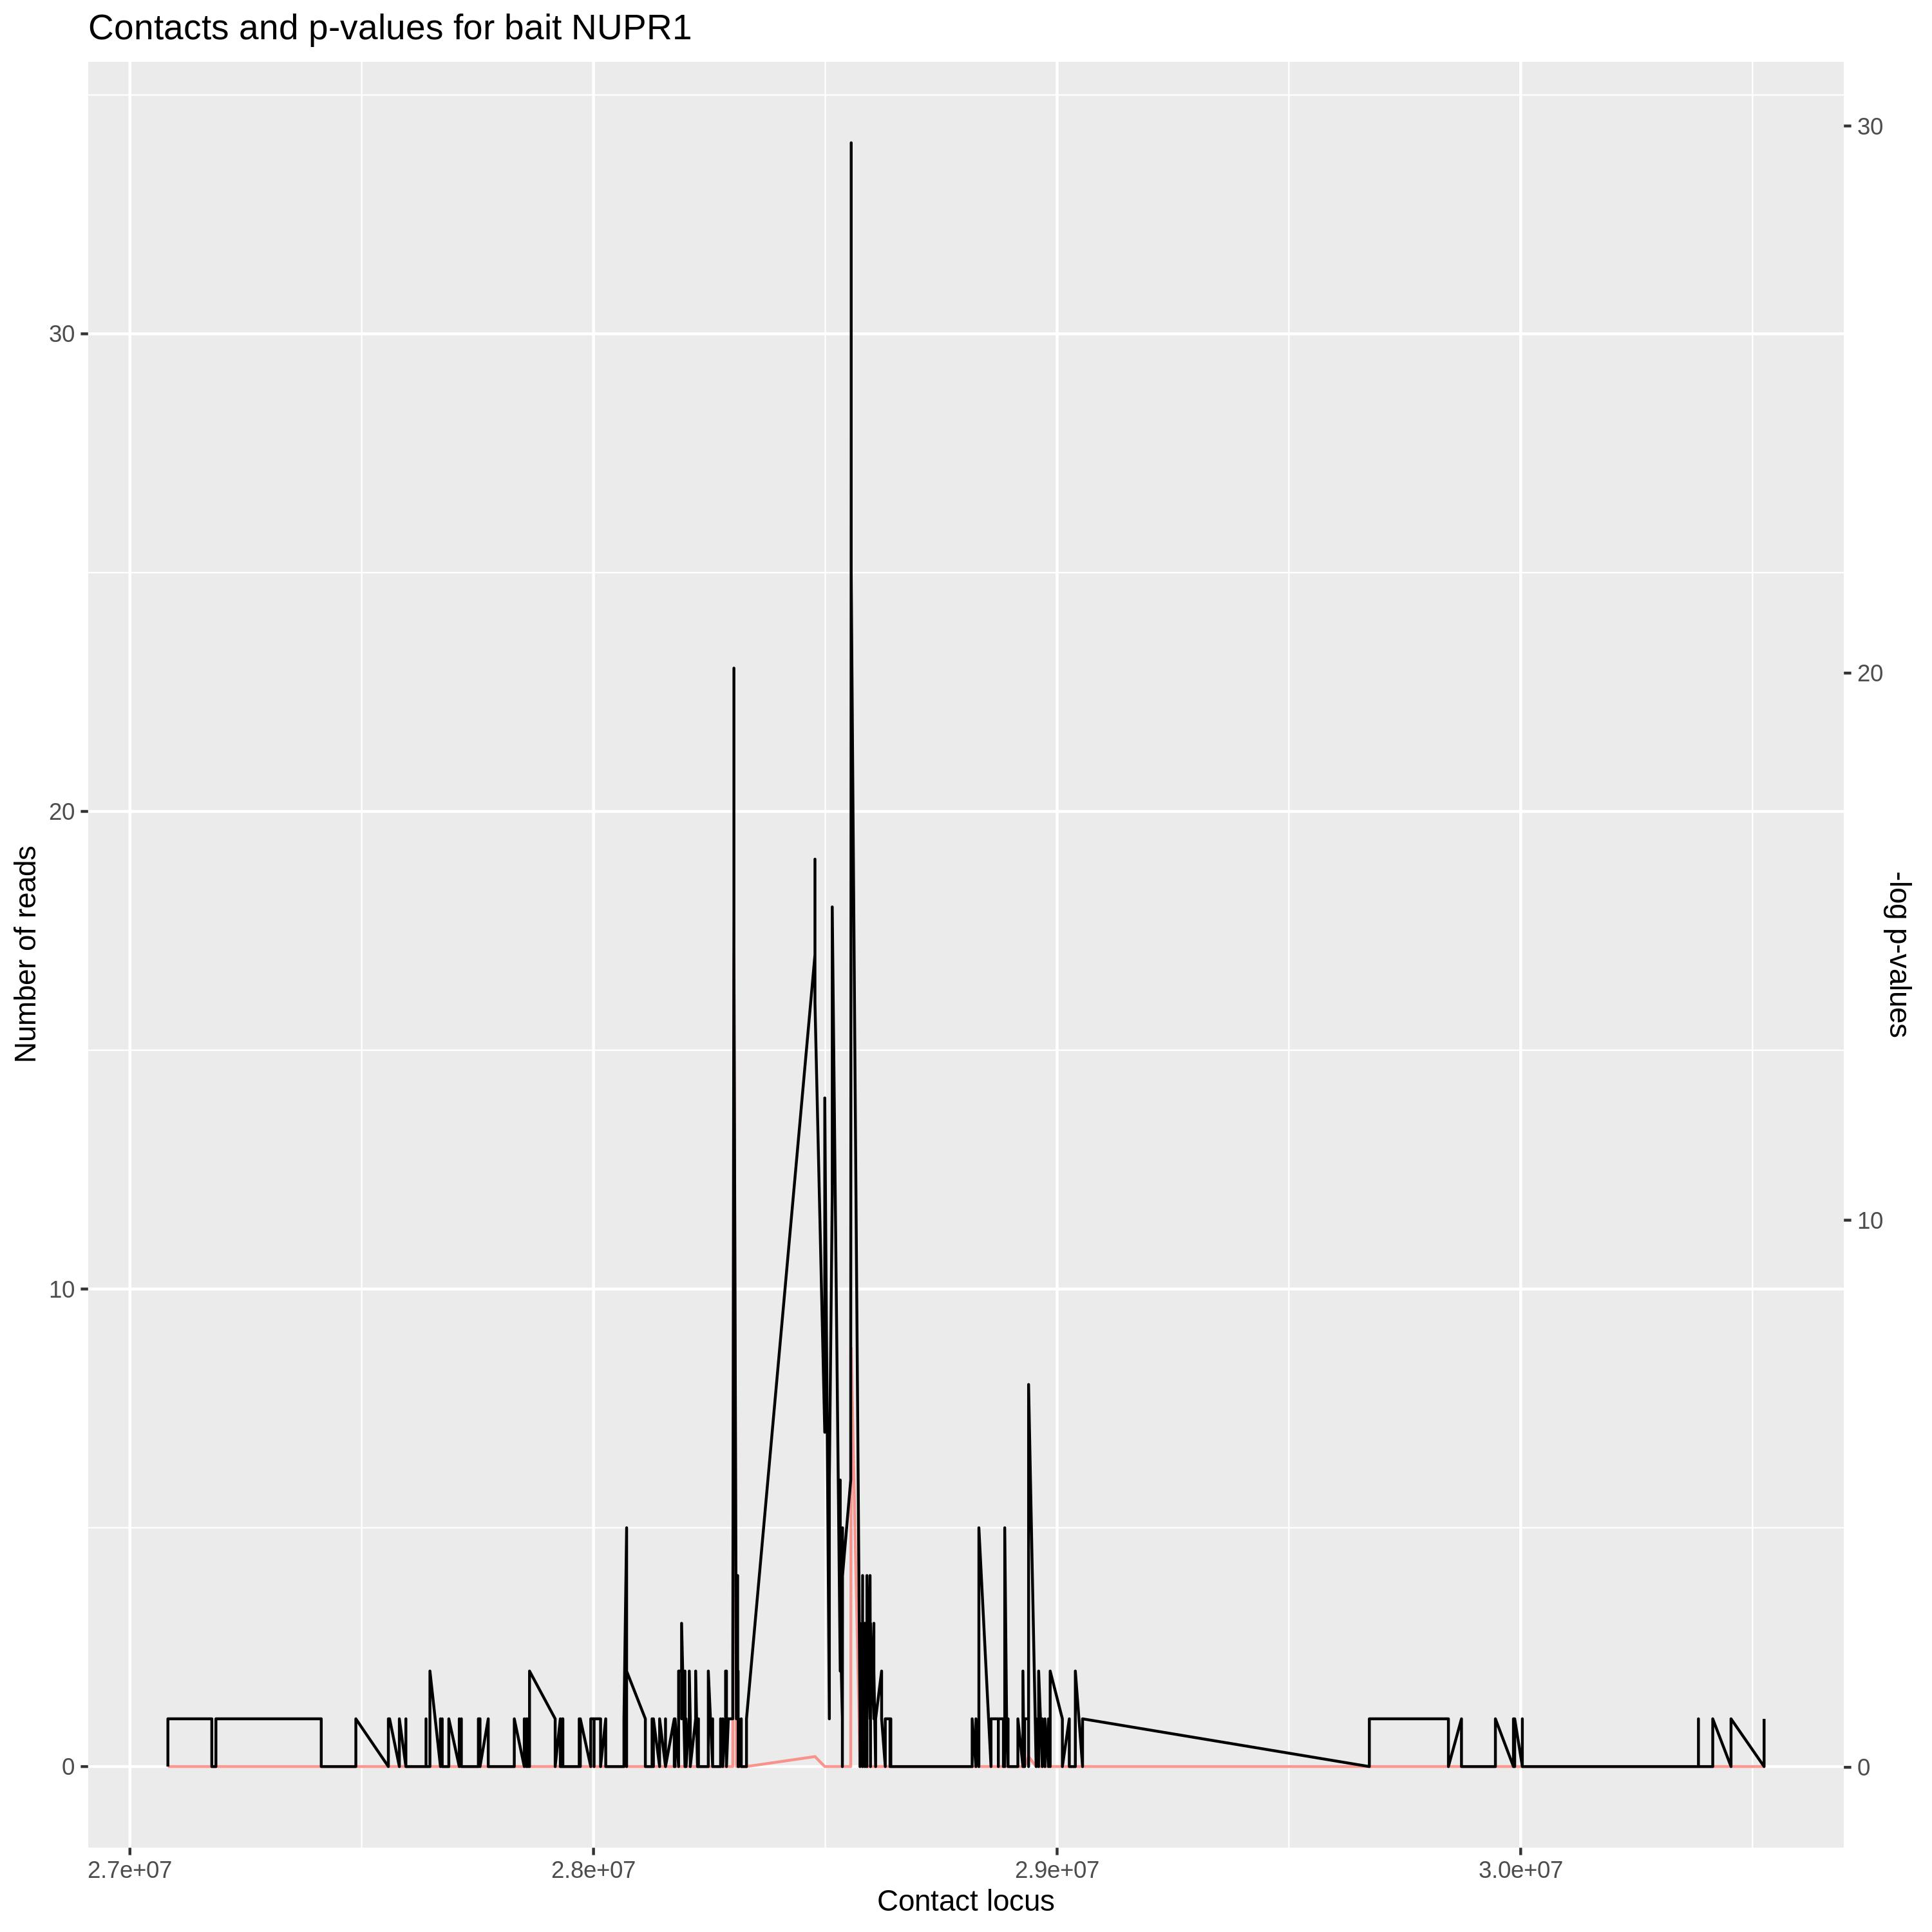 Contacts and p-values for bait NUPR1
Number of reads
30
20
10
0
30
20
10
0
-log p-values
2.7e+07
2.8e+07
2.9e+07
3.0e+07
Contact locus